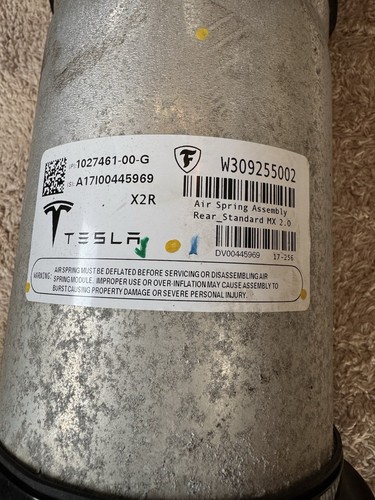 (P)1027461-00-G
(S):A17I00445969
X2R
TESLA
F
W309255002
Air Spring Assembly
Rear_Standard MX 2.0
DV00445969 17-256
WARNING: AIR SPRING MUST BE DEFLATED BEFORE SERVICING OR DISASSEMBLING AIR
SPRING MODULE. IMPROPER USE OR OVER-INFLATION MAY CAUSE ASSEMBLY TO
BURST CAUSING PROPERTY DAMAGE OR SEVERE PERSONAL INJURY.